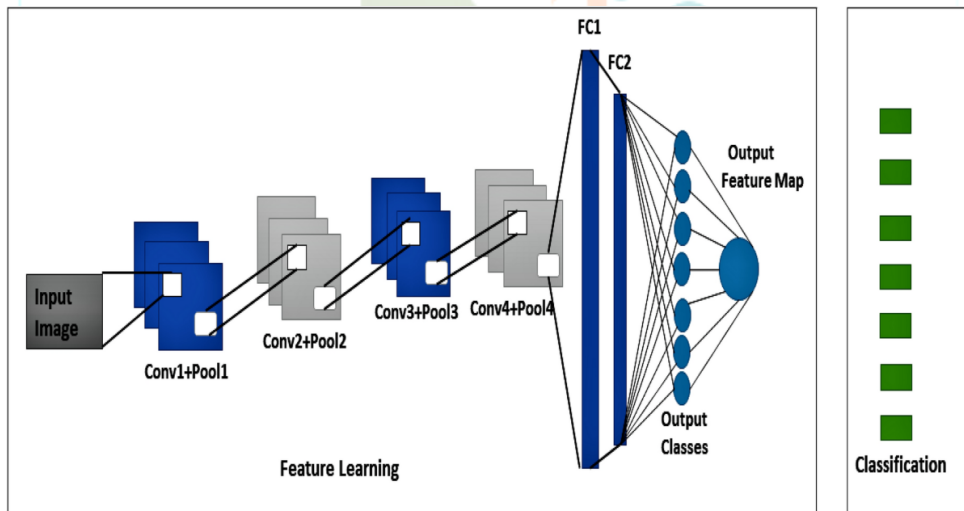 FC1
FC2
Output
Feature Map
Input
Image
Conv1+Pool1
Conv2+Pool2
Conv3+Pool3
Conv4+Pool4
Output
Classes
Feature Learning
Classification